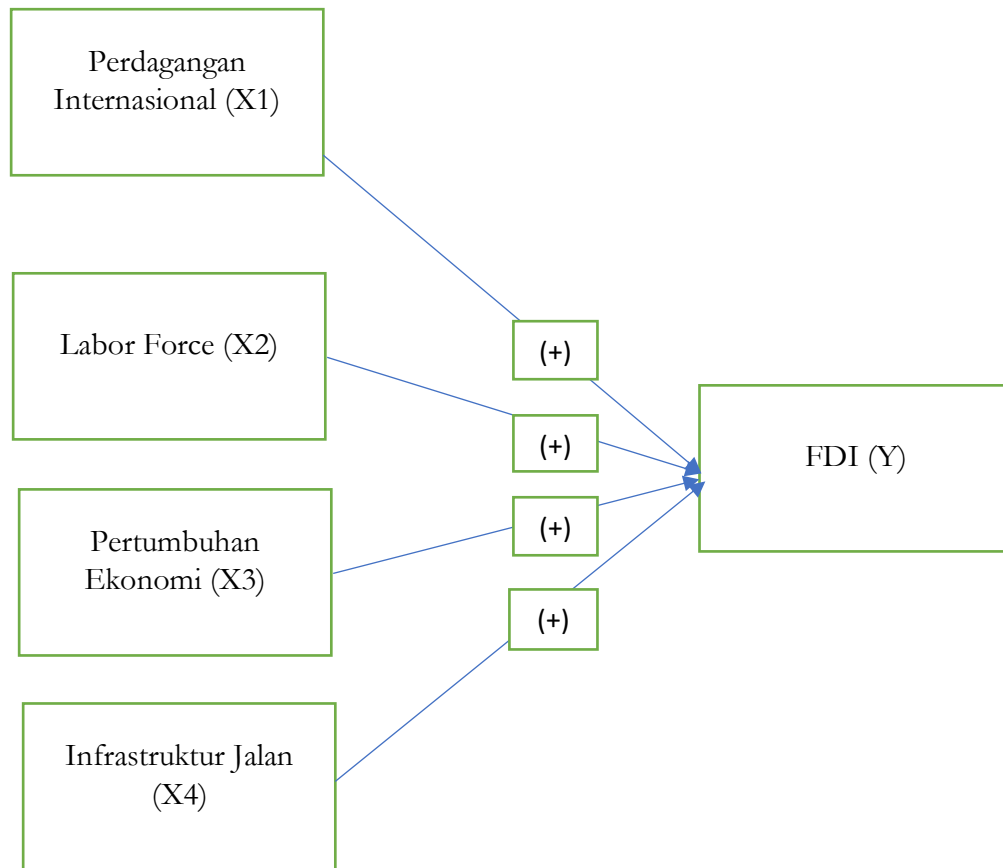 Perdagangan
Internasional (X1)
Labor Force (X2)
(+)
(+)
FDI (Y)
(+)
Pertumbuhan
Ekonomi (X3)
(+)
Infrastruktur Jalan
(X4)